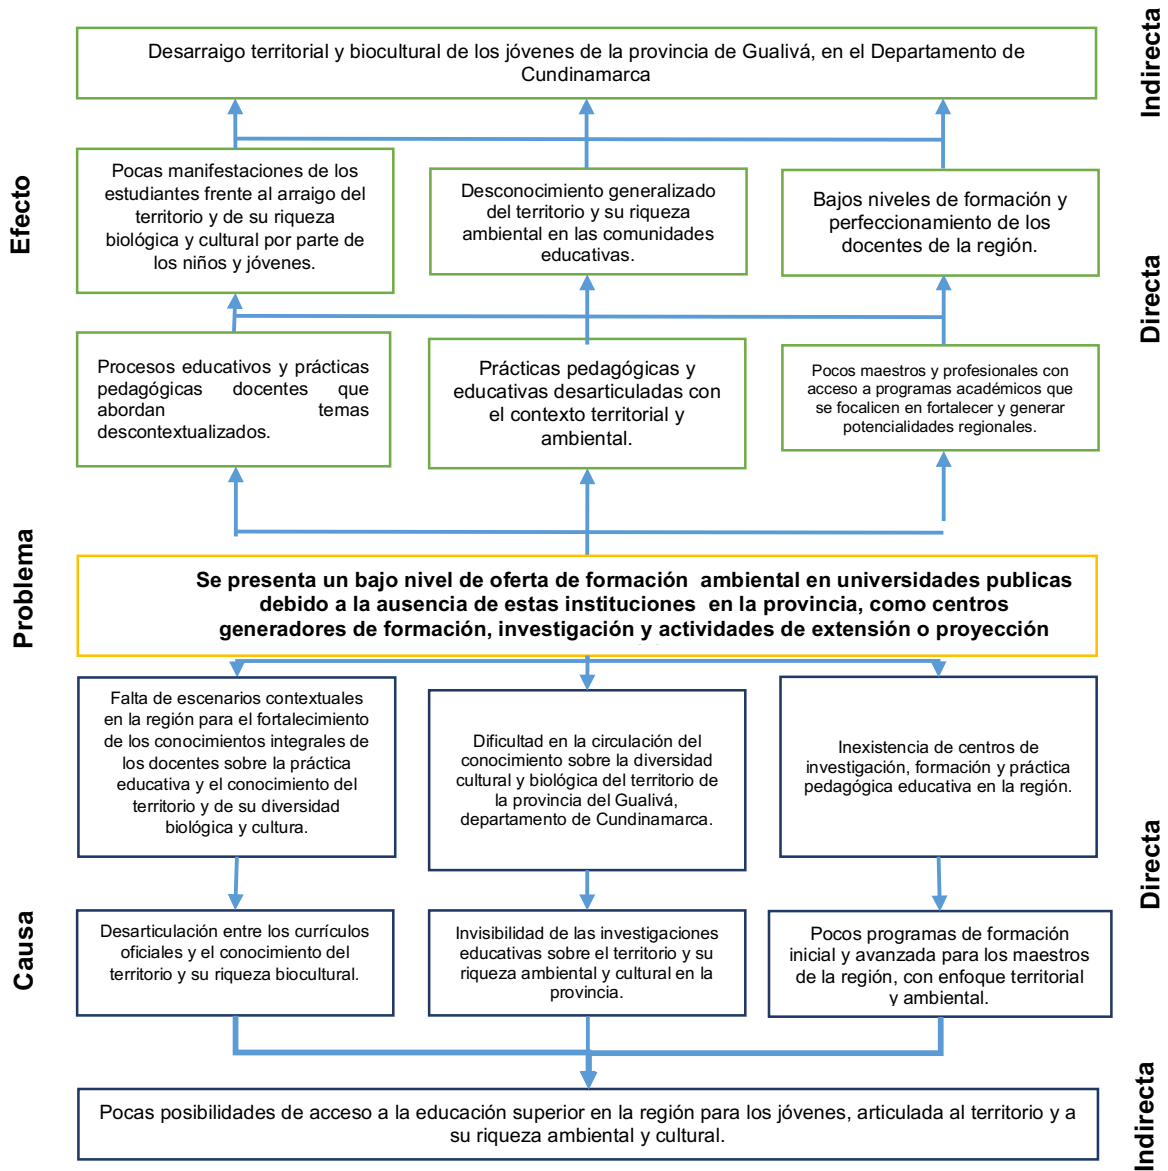 Indirecta
Desarraigo territorial y biocultural de los jóvenes de la provincia de Gualivá, en el Departamento de
Cundinamarca
Efecto
Pocas manifestaciones de los
estudiantes frente al arraigo del
territorio y de su riqueza
biológica y cultural por parte de
los niños y jóvenes.
Desconocimiento generalizado
del territorio y su riqueza
ambiental en las comunidades
educativas.
Bajos niveles de formación y
perfeccionamiento de los
docentes de la región.
Directa
Procesos educativos y prácticas
pedagógicas docentes que
abordan temas
descontextualizados.
Prácticas pedagógicas y
educativas desarticuladas con
el contexto territorial y
ambiental.
Pocos maestros y profesionales con
acceso a programas académicos que
se focalicen en fortalecer y generar
potencialidades regionales.
Problema
Se presenta un bajo nivel de oferta de formación ambiental en universidades publicas
debido a la ausencia de estas instituciones en la provincia, como centros
generadores de formación, investigación y actividades de extensión o proyección
Falta de escenarios contextuales
en la región para el fortalecimiento
de los conocimientos integrales de
los docentes sobre la práctica
educativa y el conocimiento del
territorio y de su diversidad
biológica y cultura.
Dificultad en la circulación del
conocimiento sobre la diversidad
cultural y biológica del territorio de
la provincia del Gualivá,
departamento de Cundinamarca.
Inexistencia de centros de
investigación, formación y práctica
pedagógica educativa en la región.
Directa
Causa
Desarticulación entre los currículos
oficiales y el conocimiento del
territorio y su riqueza biocultural.
Invisibilidad de las investigaciones
educativas sobre el territorio y su
riqueza ambiental y cultural en la
provincia.
Pocos programas de formación
inicial y avanzada para los maestros
de la región, con enfoque territorial
y ambiental.
Indirecta
Pocas posibilidades de acceso a la educación superior en la región para los jóvenes, articulada al territorio y a
su riqueza ambiental y cultural.